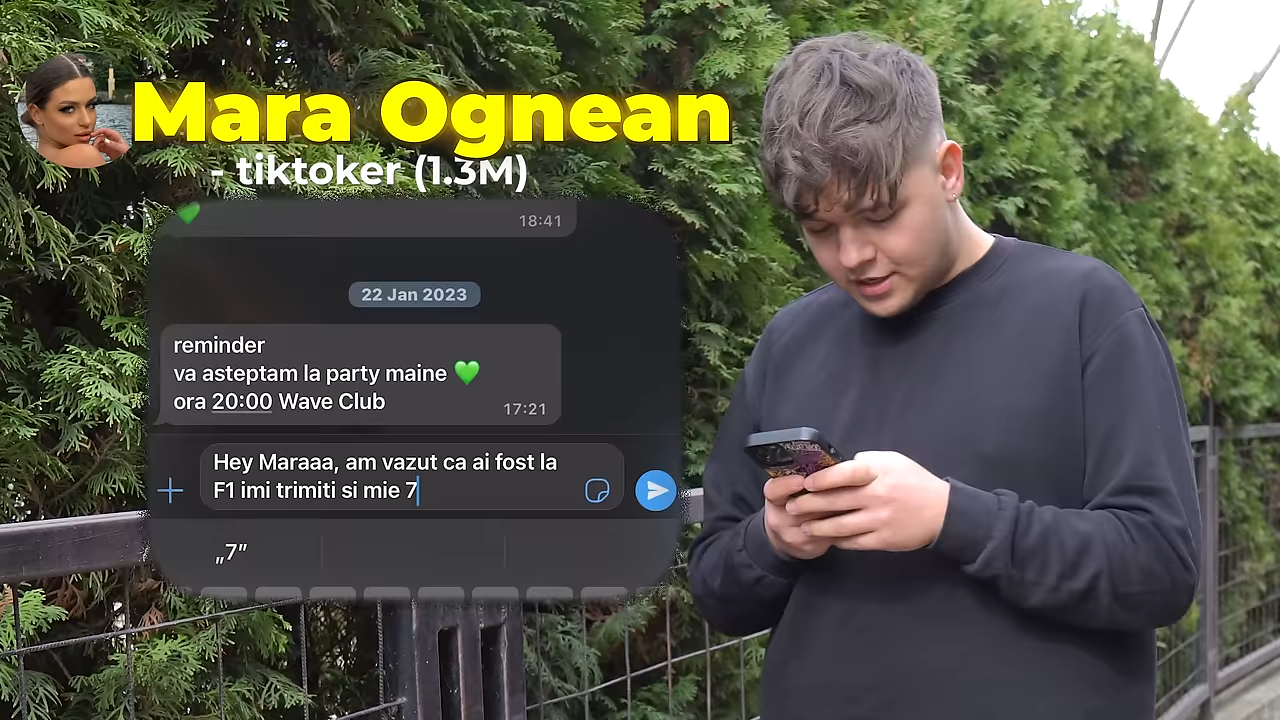 Mara Ognean
- tiktoker (1.3M)
💚
18:41
22 Jan 2023
reminder
va asteptam la party maine 💚
ora 20:00 Wave Club
17:21
Hey Maraaa, am vazut ca ai fost la
F1 imi trimiti si mie 7
„7”